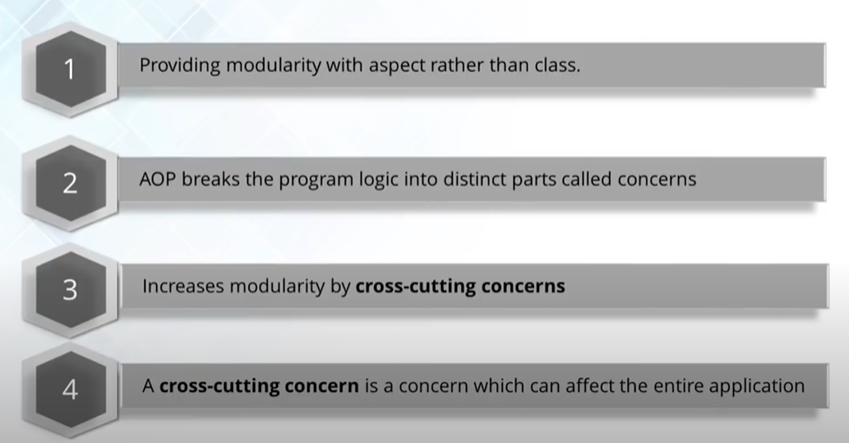 1
Providing modularity with aspect rather than class.
2
AOP breaks the program logic into distinct parts called concerns
3
Increases modularity by cross-cutting concerns
4
A cross-cutting concern is a concern which can affect the entire application